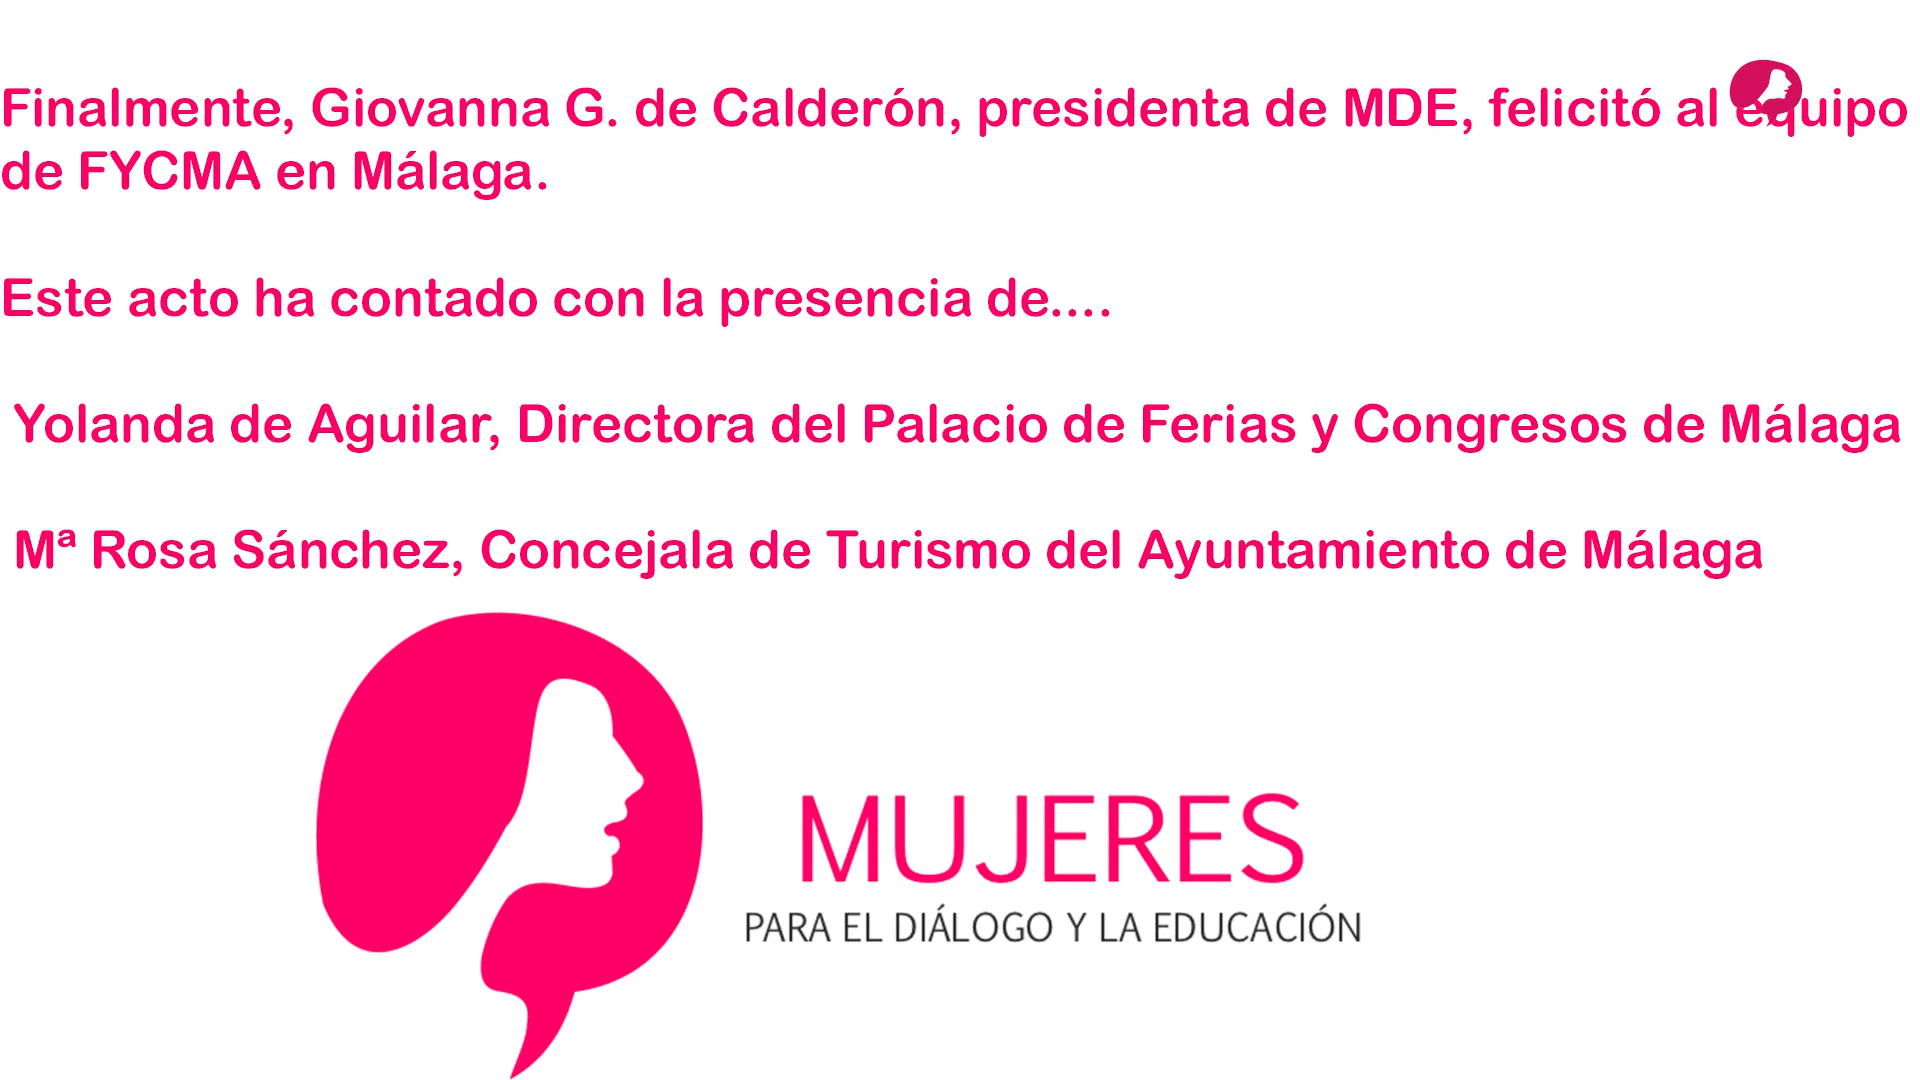 Finalmente, Giovanna G. de Calderón, presidenta de MDE, felicitó al equipo
de FYCMA en Málaga.
Este acto ha contado con la presencia de....
Yolanda de Aguilar, Directora del Palacio de Ferias y Congresos de Málaga
Mª Rosa Sánchez, Concejala de Turismo del Ayuntamiento de Málaga
MUJERES
PARA EL DIÁLOGO Y LA EDUCACIÓN